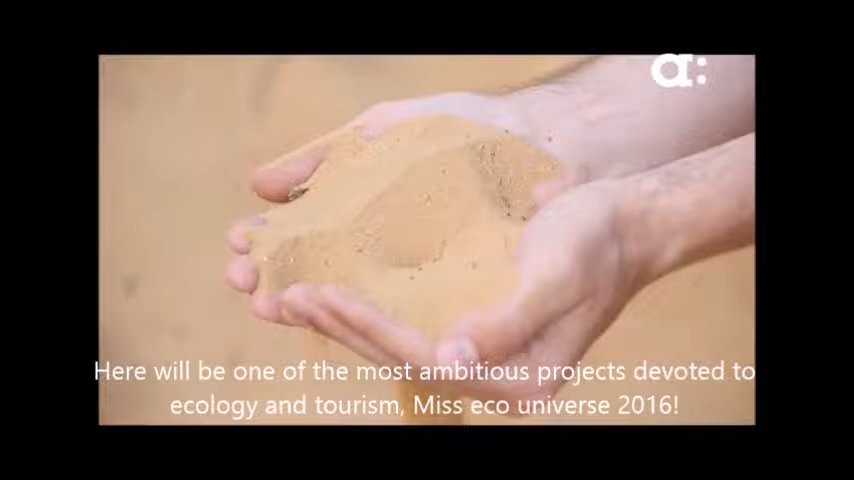 a:
Here will be one of the most ambitious projects devoted to
ecology and tourism, Miss eco universe 2016!